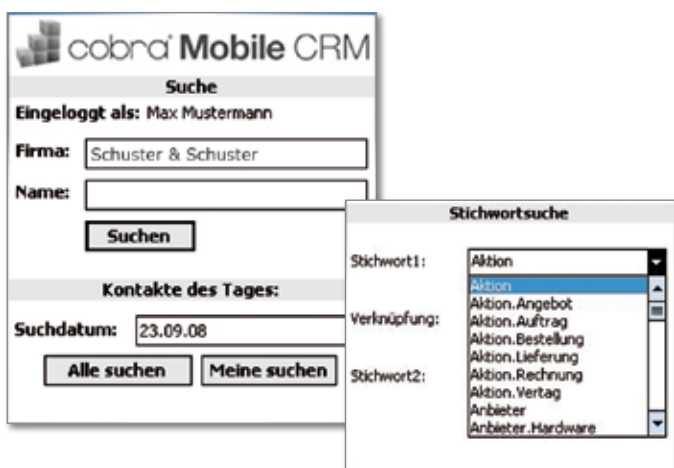 cobra Mobile CRM
Suche
Eingeloggt als: Max Mustermann
Firma: Schuster & Schuster
Name:
Suchen
Kontakte des Tages:
Suchdatum: 23.09.08
Alle suchen Meine suchen
Stichwortsuche
Stichwort1: Aktion
Aktion
Aktion.Angebot
Verknüpfung: Aktion.Auftrag
Aktion.Bestellung
Aktion.Lieferung
Stichwort2: Aktion.Rechnung
Aktion.Vertag
Anbieter
Anbieter.Hardware